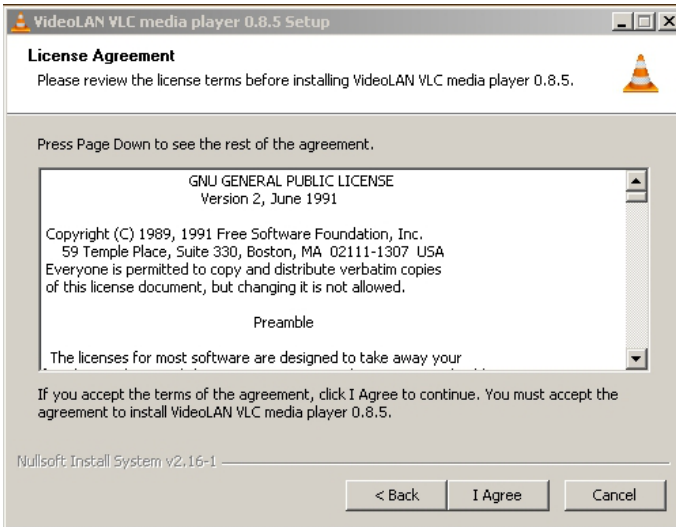 VideoLAN VLC media player 0.8.5 Setup
License Agreement
Please review the license terms before installing VideoLAN VLC media player 0.8.5.
Press Page Down to see the rest of the agreement.
GNU GENERAL PUBLIC LICENSE
Version 2, June 1991
Copyright (C) 1989, 1991 Free Software Foundation, Inc.
59 Temple Place, Suite 330, Boston, MA  02111-1307  USA
Everyone is permitted to copy and distribute verbatim copies
of this license document, but changing it is not allowed.
Preamble
The licenses for most software are designed to take away your
If you accept the terms of the agreement, click I Agree to continue. You must accept the
agreement to install VideoLAN VLC media player 0.8.5.
Nullsoft Install System v2.16-1
< Back
I Agree
Cancel